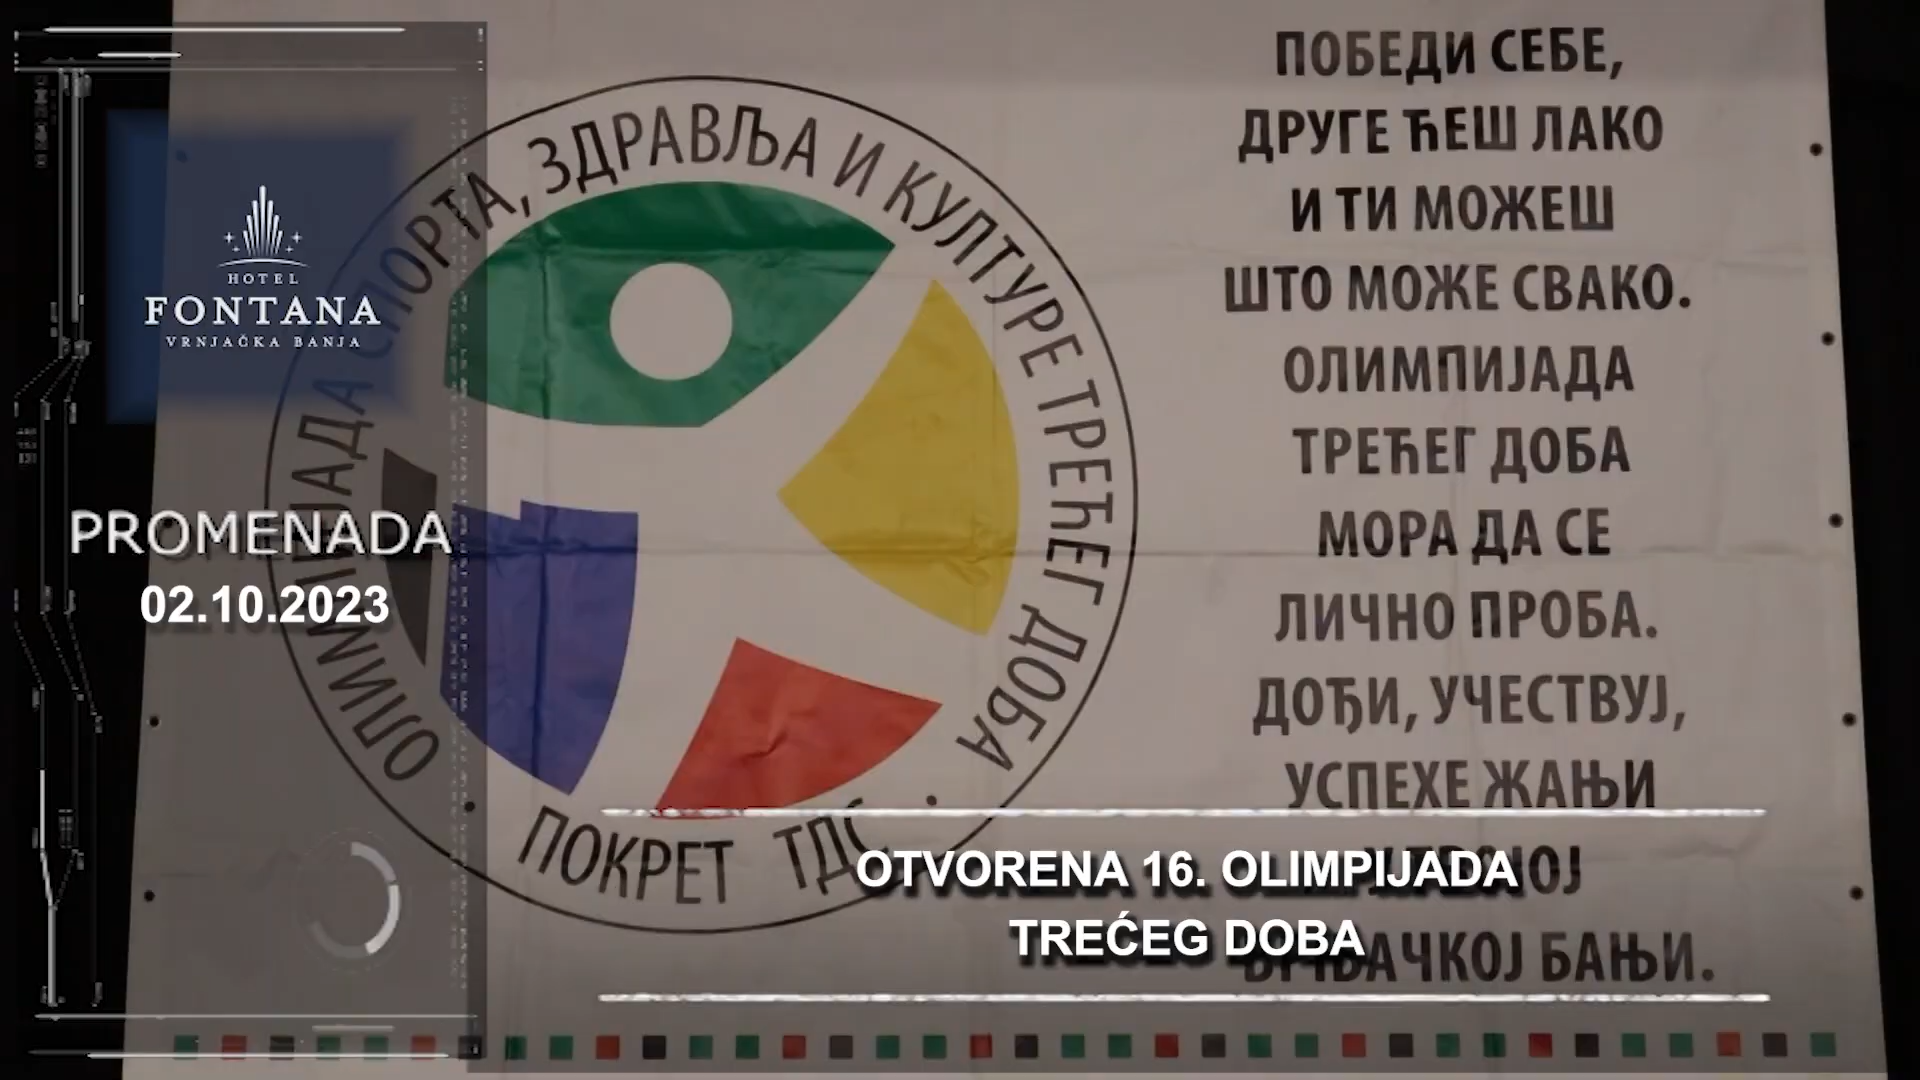 HOTEL
FONTANA
VRNJAČKA BANJA
PROMENADA
02.10.2023
ОЛИМПИЈАДА СПОРТА, ЗДРАВЉА И КУЛТУРЕ ТРЕЋЕГ ДОБА
ПОКРЕТ ТДС
ПОБЕДИ СЕБЕ,
ДРУГЕ ЋЕШ ЛАКО
И ТИ МОЖЕШ
ШТО МОЖЕ СВАКО.
ОЛИМПИЈАДА
ТРЕЋЕГ ДОБА
МОРА ДА СЕ
ЛИЧНО ПРОБА.
ДОЂИ, УЧЕСТВУЈ,
УСПЕХЕ ЖАЊИ
ВРЊАЧКОЈ БАЊИ.
OTVORENA 16. OLIMPIJADA
TREĆEG DOBA